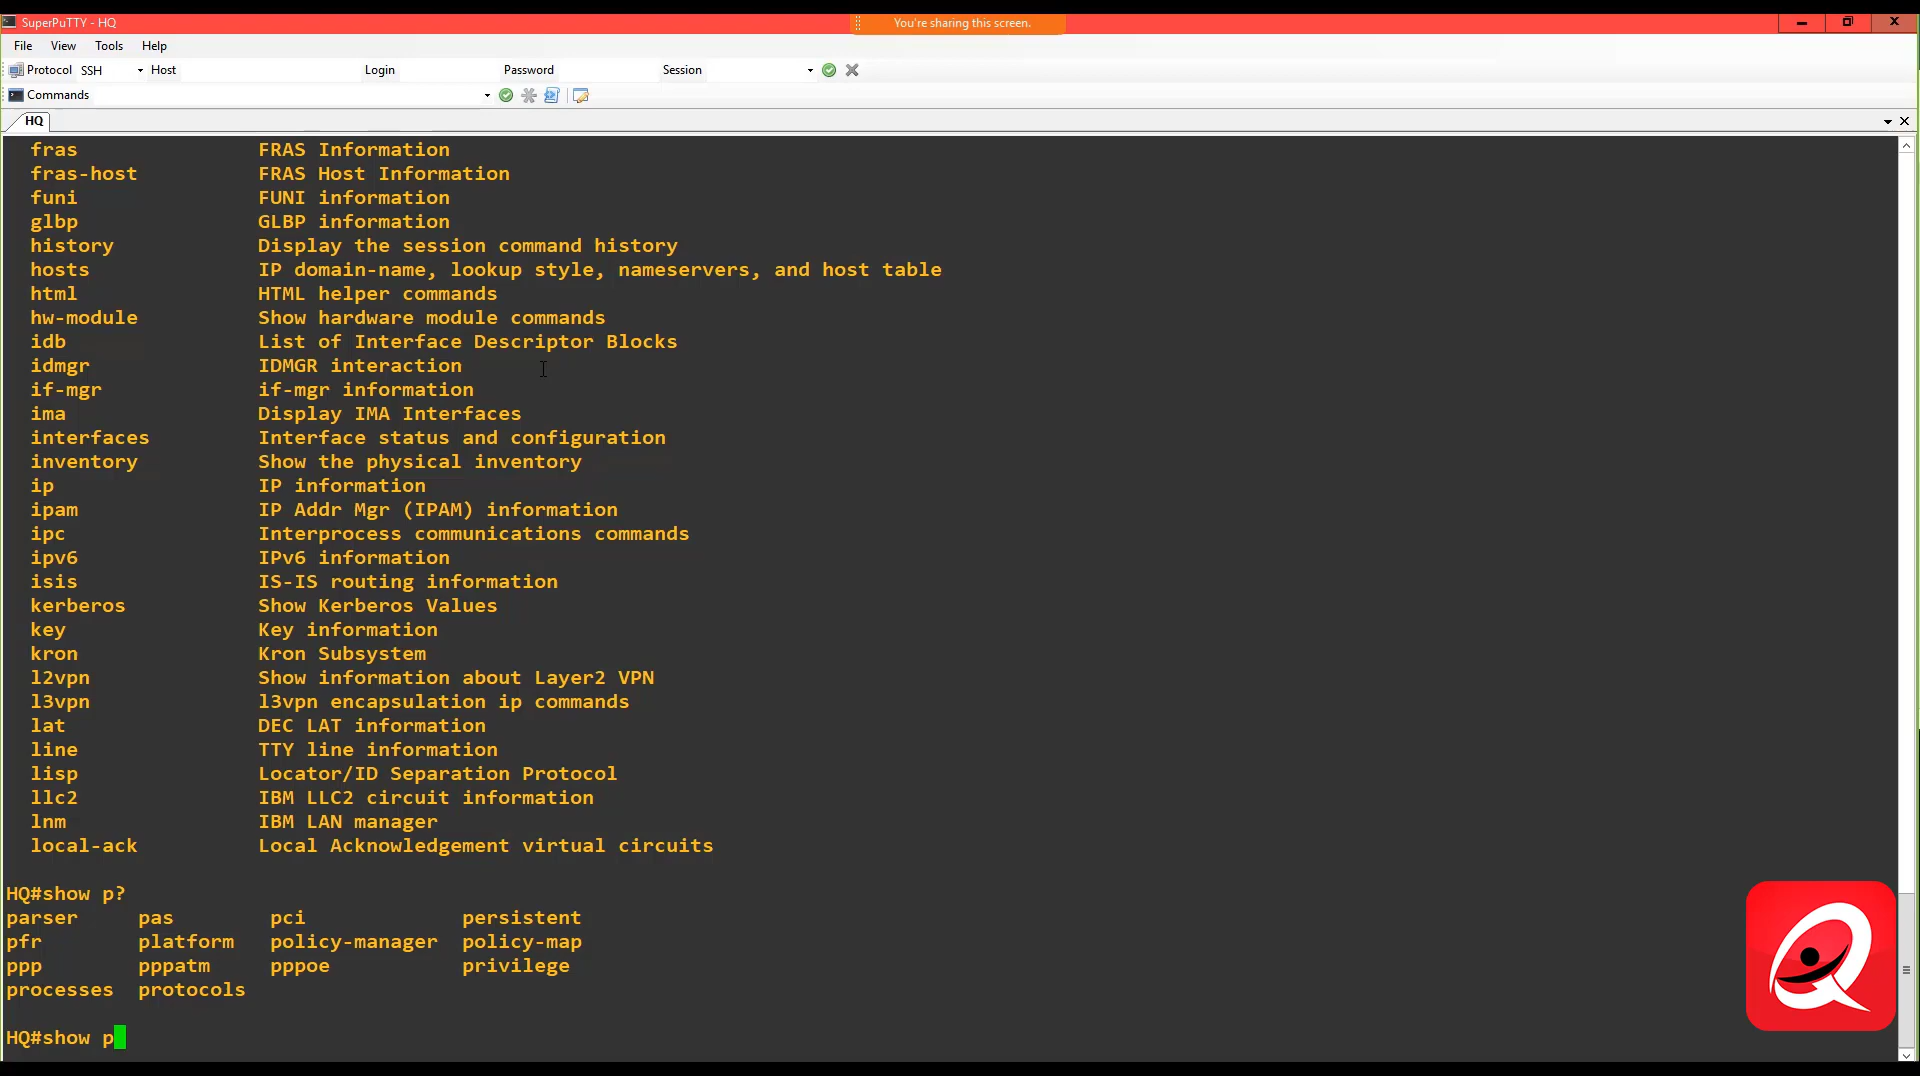 SuperPuTTY - HQ
You're sharing this screen.
File View Tools Help
Protocol SSH Host Login Password Session
Commands
HQ
fras FRAS Information
fras-host FRAS Host Information
funi FUNI information
glbp GLBP information
history Display the session command history
hosts IP domain-name, lookup style, nameservers, and host table
html HTML helper commands
hw-module Show hardware module commands
idb List of Interface Descriptor Blocks
idmgr IDMGR interaction
if-mgr if-mgr information
ima Display IMA Interfaces
interfaces Interface status and configuration
inventory Show the physical inventory
ip IP information
ipam IP Addr Mgr (IPAM) information
ipc Interprocess communications commands
ipv6 IPv6 information
isis IS-IS routing information
kerberos Show Kerberos Values
key Key information
kron Kron Subsystem
l2vpn Show information about Layer2 VPN
l3vpn l3vpn encapsulation ip commands
lat DEC LAT information
line TTY line information
lisp Locator/ID Separation Protocol
llc2 IBM LLC2 circuit information
lnm IBM LAN manager
local-ack Local Acknowledgement virtual circuits
HQ#show p?
parser pas pci persistent
pfr platform policy-manager policy-map
ppp pppatm pppoe privilege
processes protocols
HQ#show p